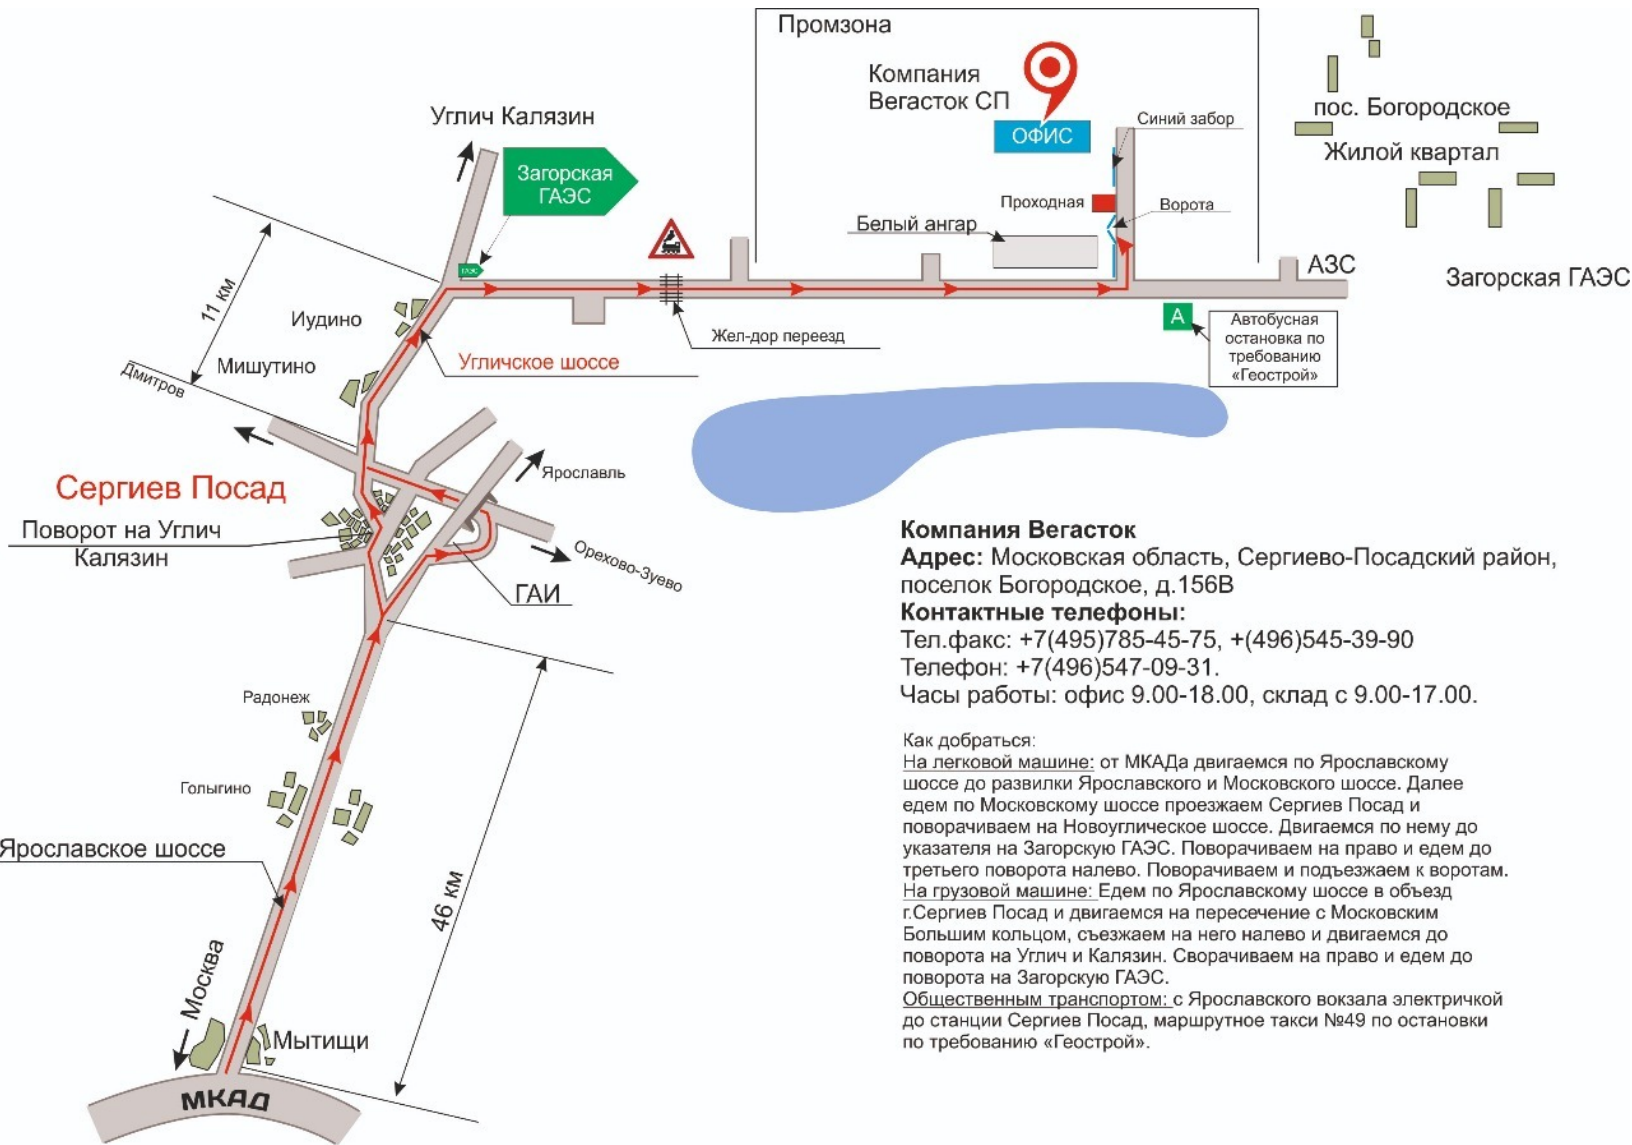 Промзона
Компания
Вегасток СП
ОФИС
Синий забор
пос. Богородское
Жилой квартал
Углич Калязин
Загорская
ГАЭС
Проходная
Ворота
Белый ангар
АЗС
Загорская ГАЭС
ГАЭС
11 км
Иудино
Жел-дор переезд
А
Автобусная
остановка по
требованию
«Геострой»
Мишутино
Угличское шоссе
Дмитров
Ярославль
Сергиев Посад
Поворот на Углич
Калязин
Орехово-Зуево
ГАИ
Компания Вегасток
Адрес: Московская область, Сергиево-Посадский район,
поселок Богородское, д.156В
Контактные телефоны:
Тел.факс: +7(495)785-45-75, +(496)545-39-90
Телефон: +7(496)547-09-31.
Часы работы: офис 9.00-18.00, склад с 9.00-17.00.
Радонеж
Голыгино
Ярославское шоссе
46 км
Москва
Мытищи
МКАД
Как добраться:
На легковой машине: от МКАДа двигаемся по Ярославскому
шоссе до развилки Ярославского и Московского шоссе. Далее
едем по Московскому шоссе проезжаем Сергиев Посад и
поворачиваем на Новоуглическое шоссе. Двигаемся по нему до
указателя на Загорскую ГАЭС. Поворачиваем на право и едем до
третьего поворота налево. Поворачиваем и подъезжаем к воротам.
На грузовой машине: Едем по Ярославскому шоссе в объезд
г.Сергиев Посад и двигаемся на пересечение с Московским
Большим кольцом, съезжаем на него налево и двигаемся до
поворота на Углич и Калязин. Сворачиваем на право и едем до
поворота на Загорскую ГАЭС.
Общественным транспортом: с Ярославского вокзала электричкой
до станции Сергиев Посад, маршрутное такси №49 по остановки
по требованию «Геострой».